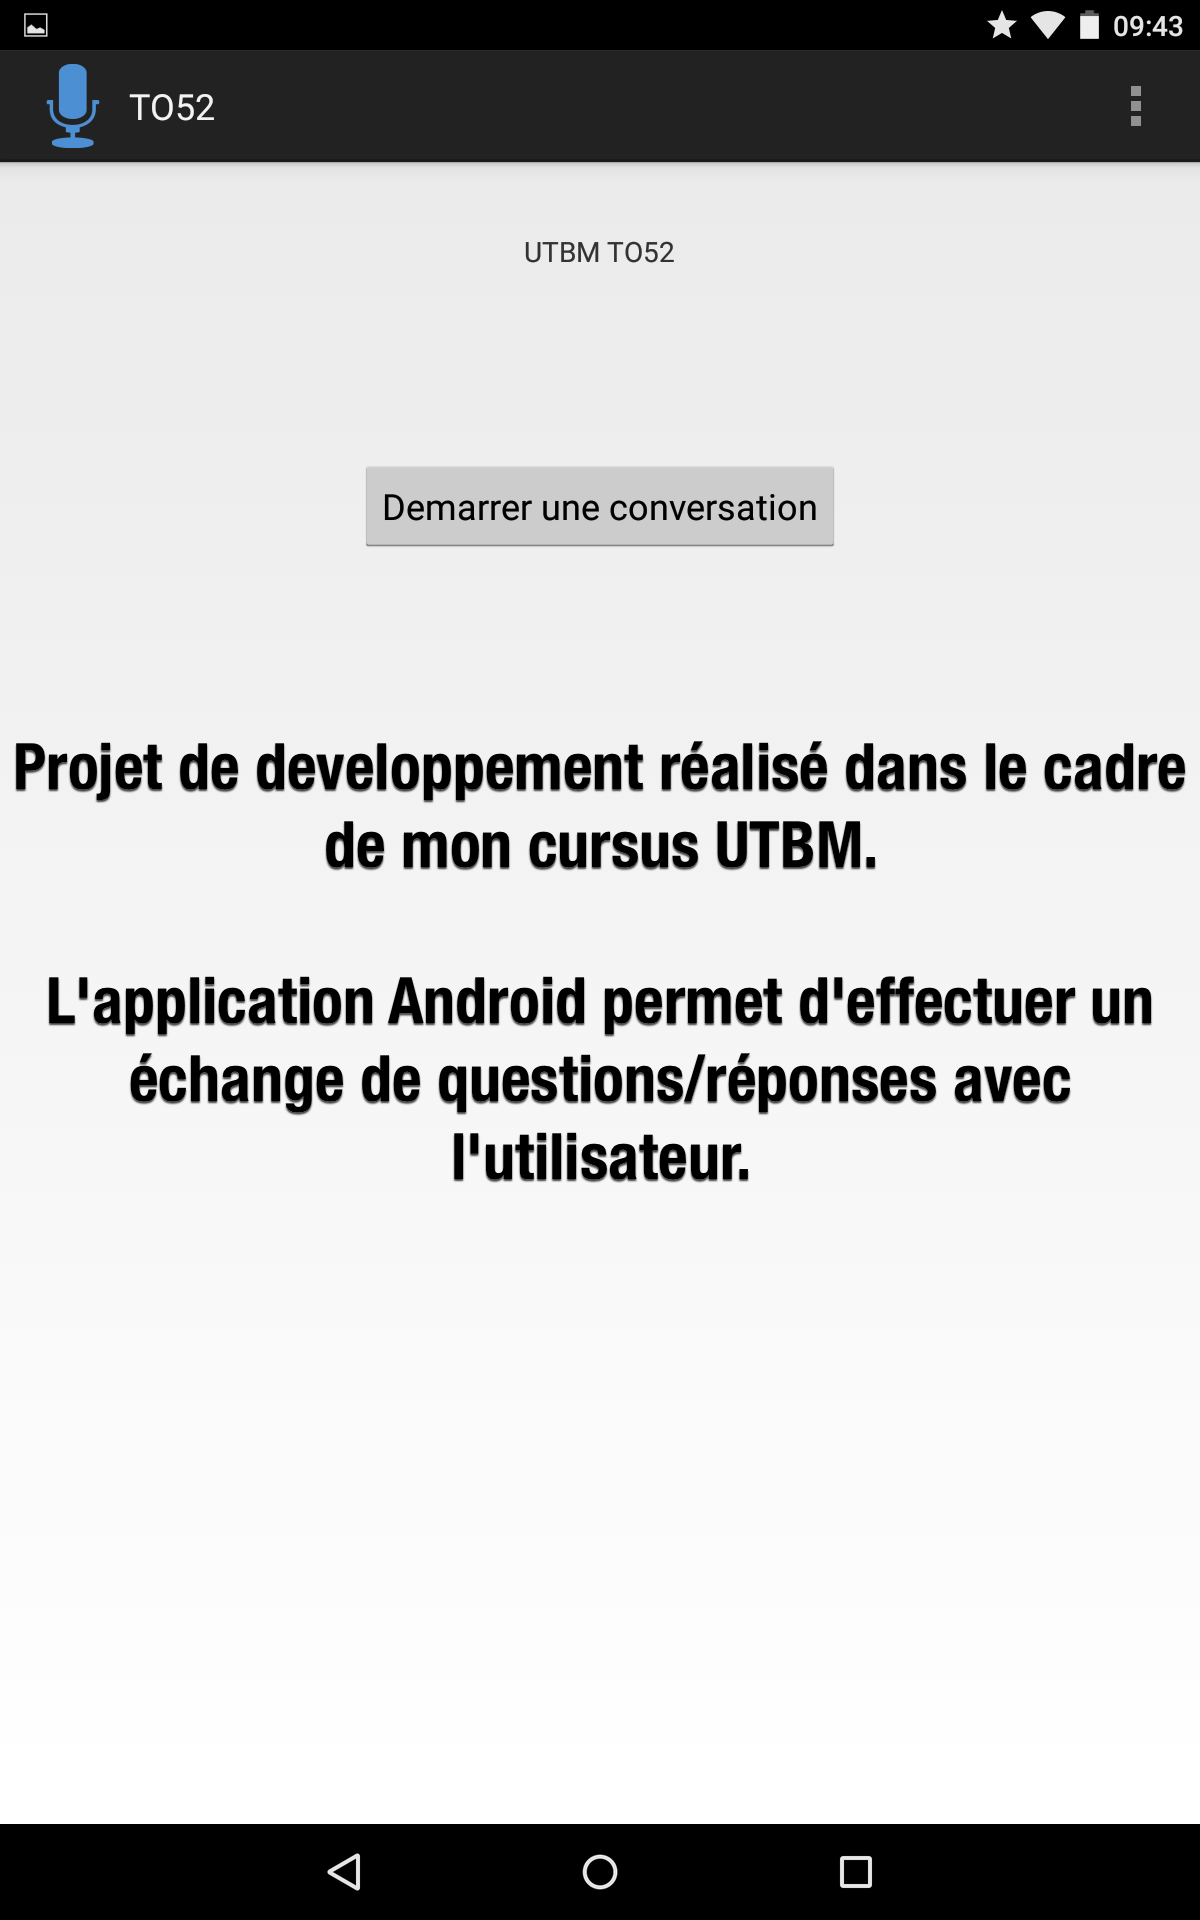 09:43
TO52
UTBM TO52
Demarrer une conversation
Projet de developpement réalisé dans le cadre
de mon cursus UTBM.
L'application Android permet d'effectuer un
échange de questions/réponses avec
l'utilisateur.